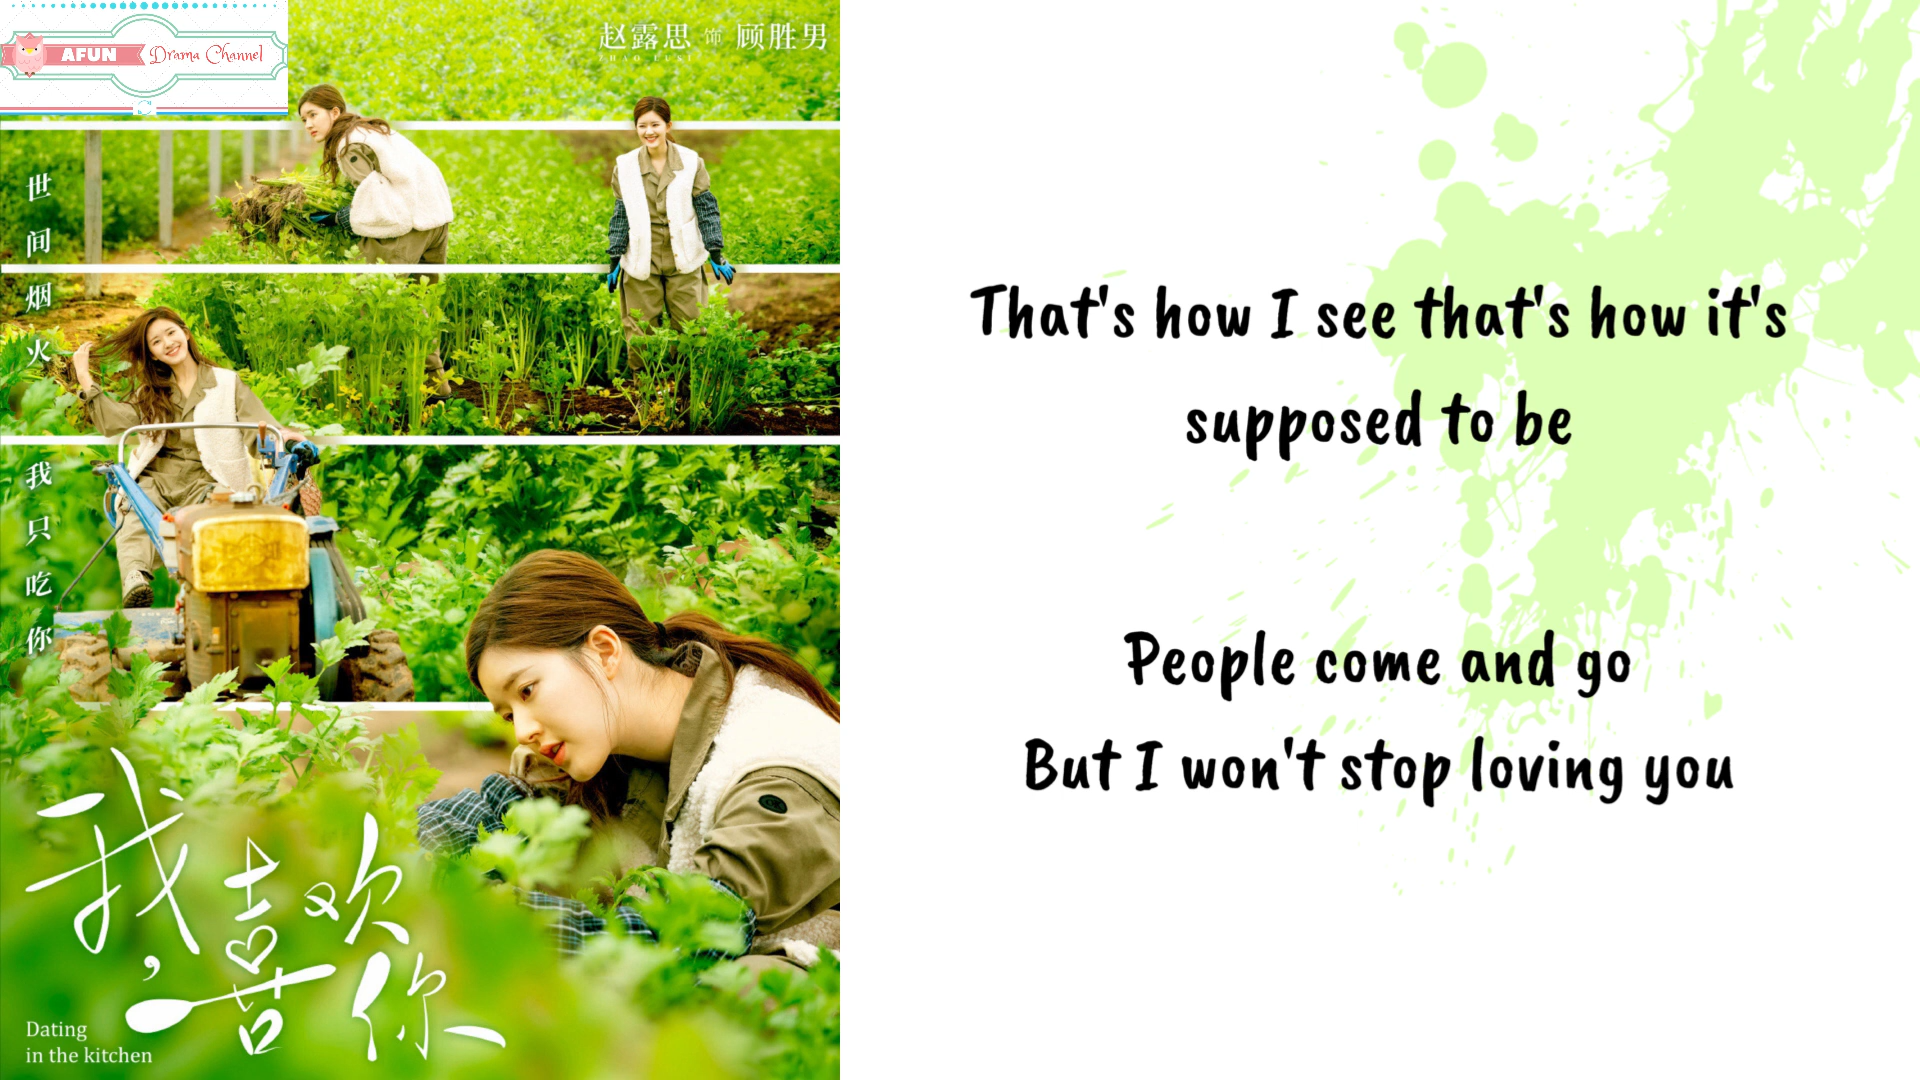 AFUN Drama Channel
赵露思 饰 顾胜男
ZHAO LUSI
世间烟火
我只吃你
我,喜欢你
Dating
in the kitchen
That's how I see that's how it's
supposed to be
People come and go
But I won't stop loving you